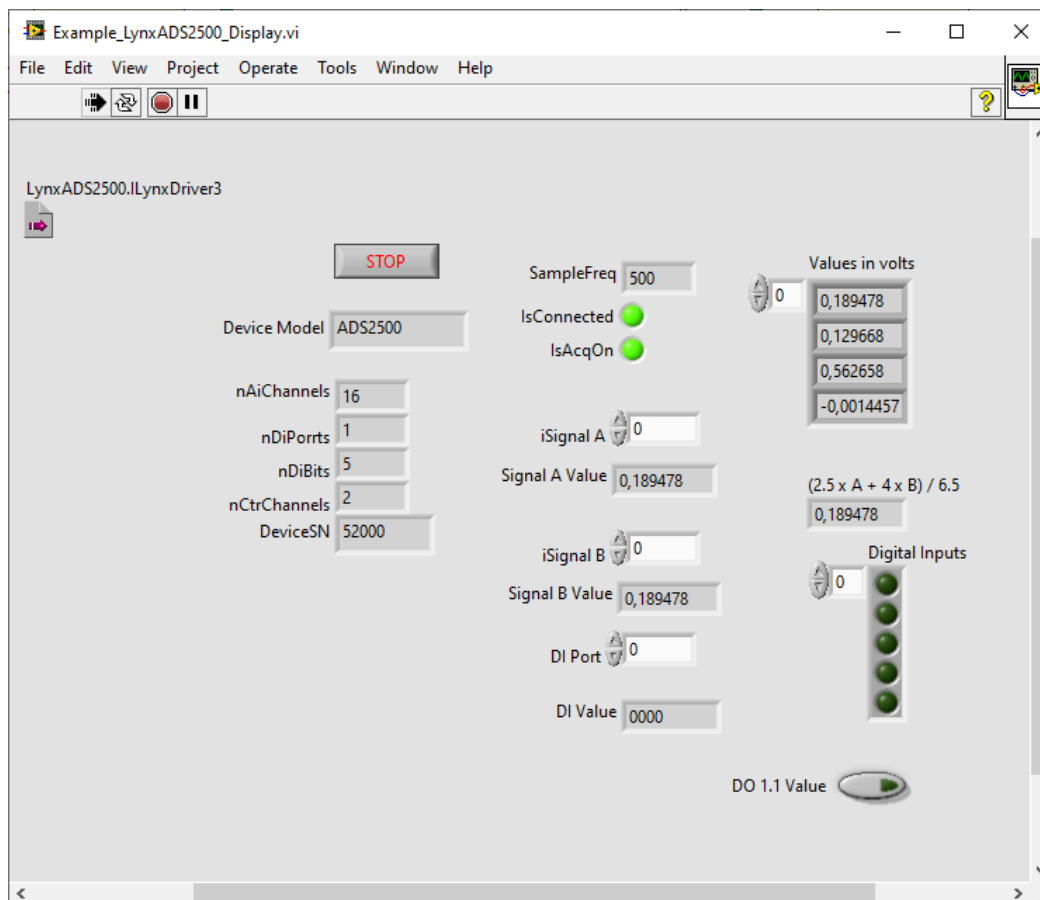 Example_LynxADS2500_Display.vi
File Edit View Project Operate Tools Window Help
?
LynxADS2500.ILynxDriver3
STOP
Device Model ADS2500
nAiChannels 16
nDiPorrts 1
nDiBits 5
nCtrChannels 2
DeviceSN 52000
SampleFreq 500
IsConnected
IsAcqOn
iSignal A 0
Signal A Value 0,189478
iSignal B 0
Signal B Value 0,189478
DI Port 0
DI Value 0000
Values in volts
0
0,189478
0,129668
0,562658
-0,0014457
(2.5 x A + 4 x B) / 6.5
0,189478
Digital Inputs
0
DO 1.1 Value